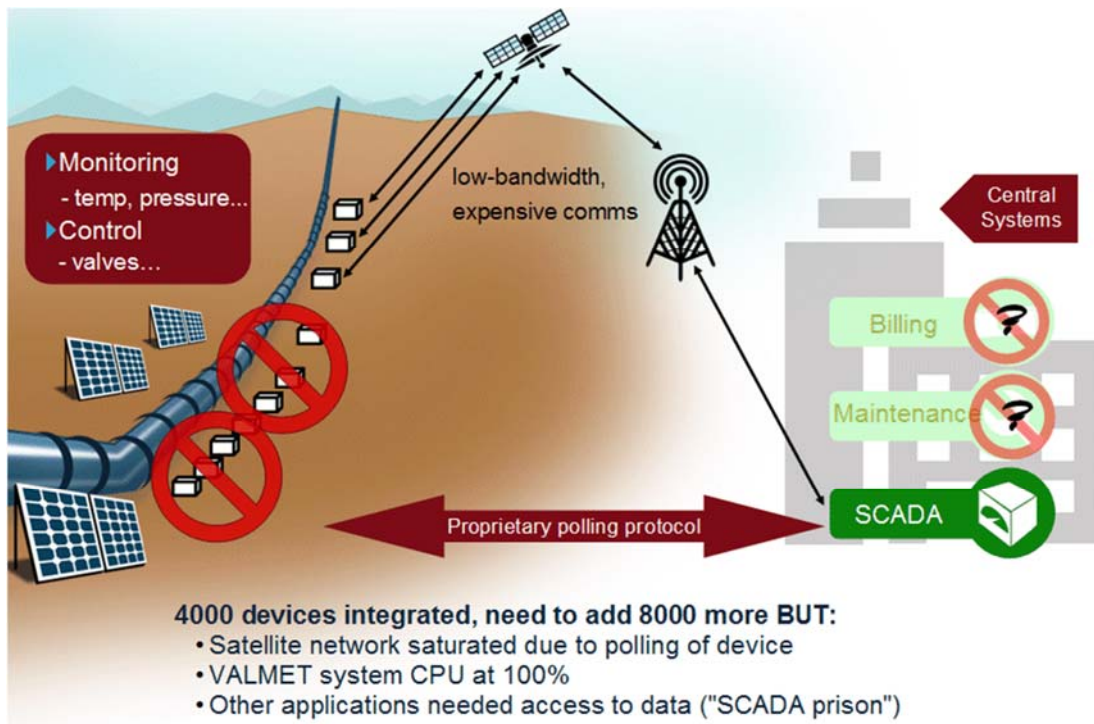 Monitoring
- temp, pressure...
Control
- valves…
low-bandwidth,
expensive comms
Central
Systems
Billing
Maintenance
SCADA
Proprietary polling protocol
4000 devices integrated, need to add 8000 more BUT:
• Satellite network saturated due to polling of device
• VALMET system CPU at 100%
• Other applications needed access to data ("SCADA prison")